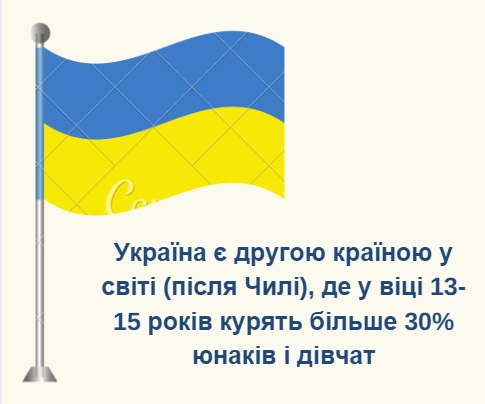 Україна є другою країною у
світі (після Чилі), де у віці 13-
15 років курять більше 30%
юнаків і дівчат